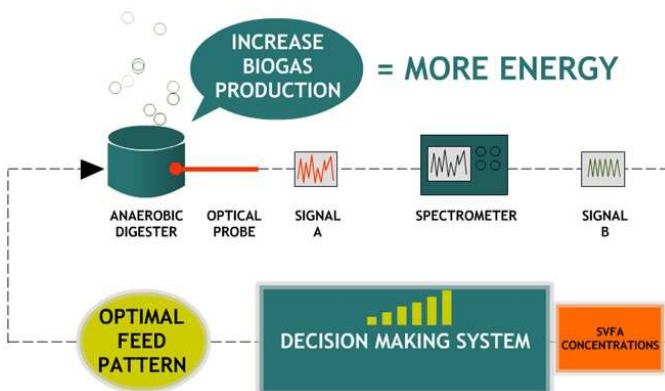 INCREASE
BIOGAS
PRODUCTION
= MORE ENERGY
ANAEROBIC
DIGESTER
OPTICAL
PROBE
SIGNAL
A
SPECTROMETER
SIGNAL
B
OPTIMAL
FEED
PATTERN
DECISION MAKING SYSTEM
SVFA
CONCENTRATIONS